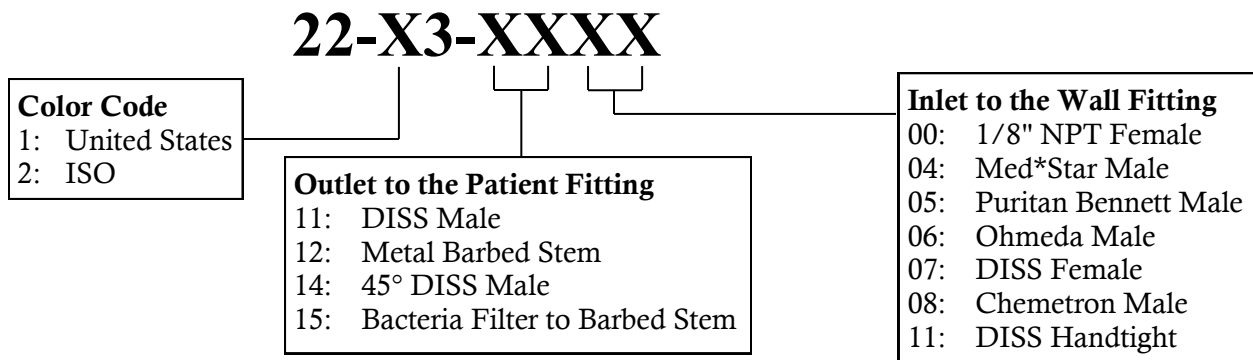 22-X3-XXXX
Color Code
1: United States
2: ISO
Outlet to the Patient Fitting
11: DISS Male
12: Metal Barbed Stem
14: 45° DISS Male
15: Bacteria Filter to Barbed Stem
Inlet to the Wall Fitting
00: 1/8" NPT Female
04: Med*Star Male
05: Puritan Bennett Male
06: Ohmeda Male
07: DISS Female
08: Chemetron Male
11: DISS Handtight